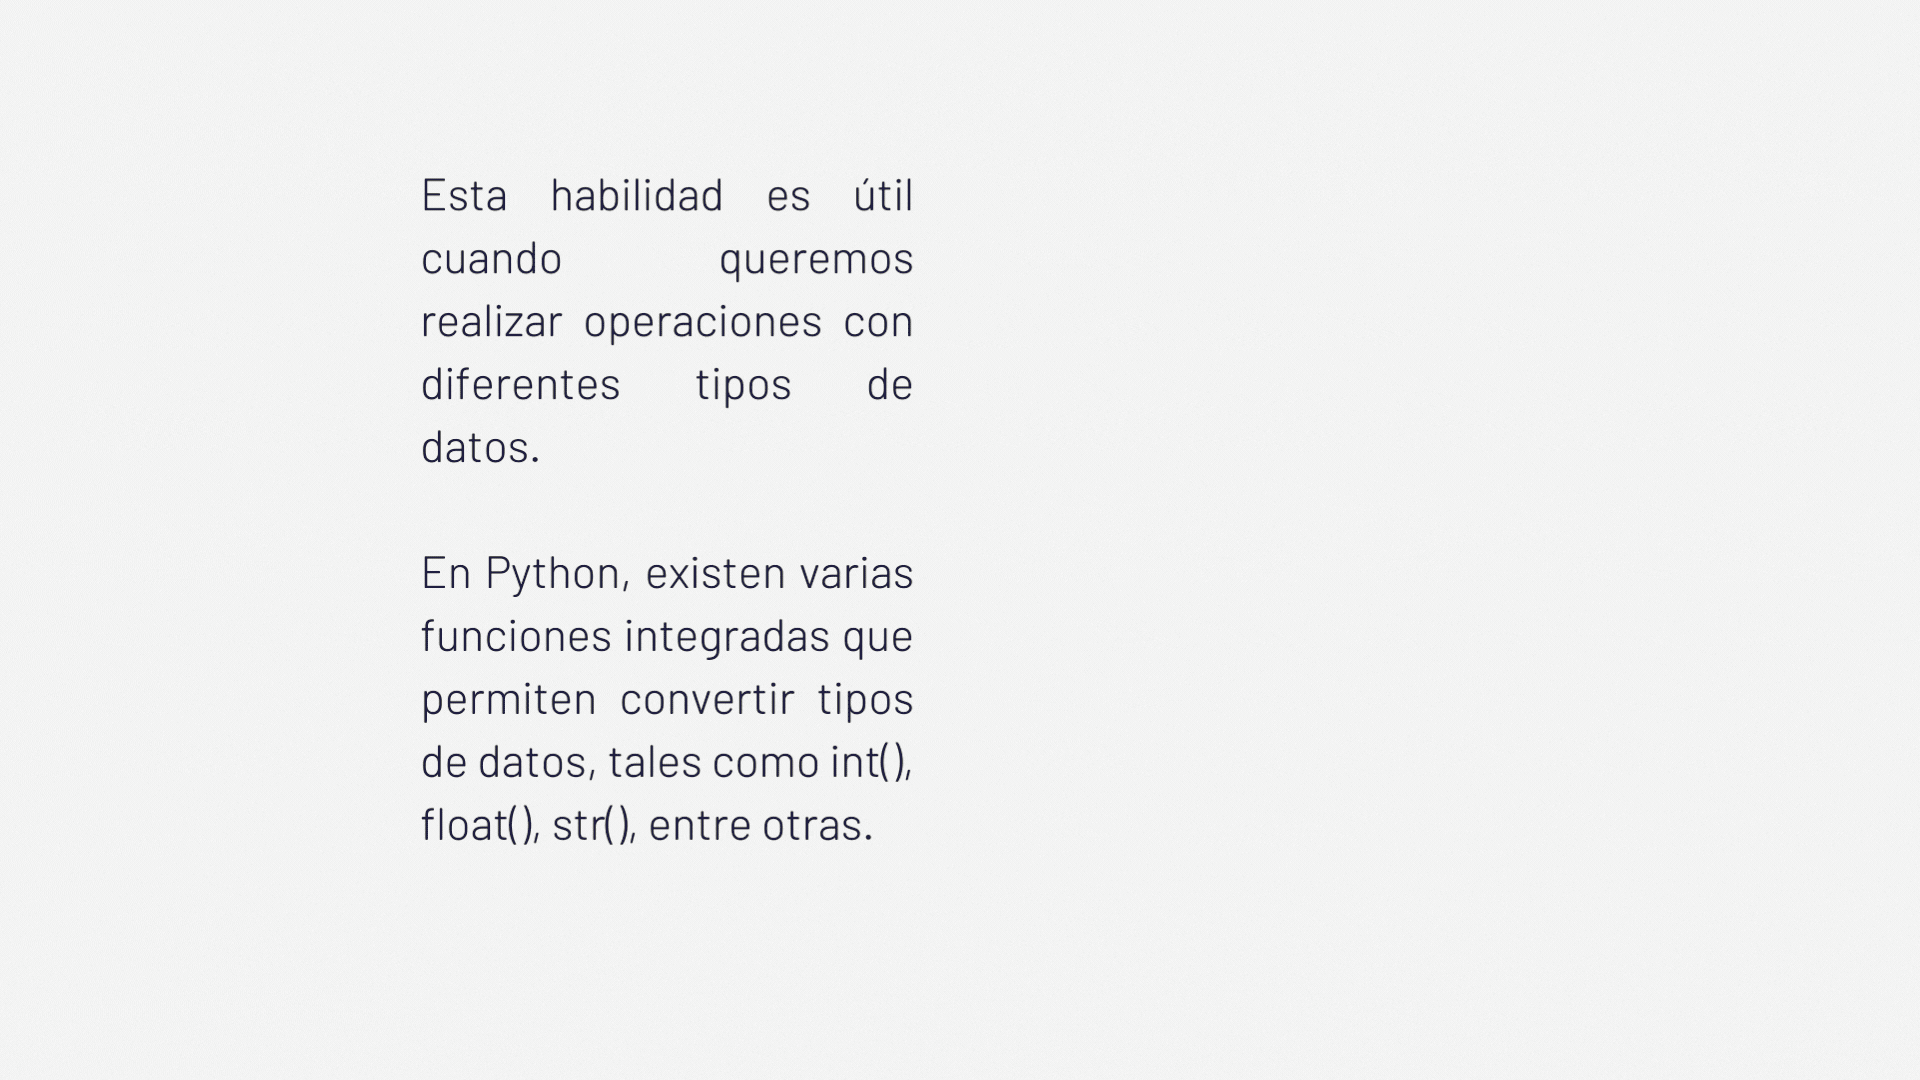 Esta habilidad es útil
cuando queremos
realizar operaciones con
diferentes tipos de
datos.
En Python, existen varias
funciones integradas que
permiten convertir tipos
de datos, tales como int(),
float(), str(), entre otras.